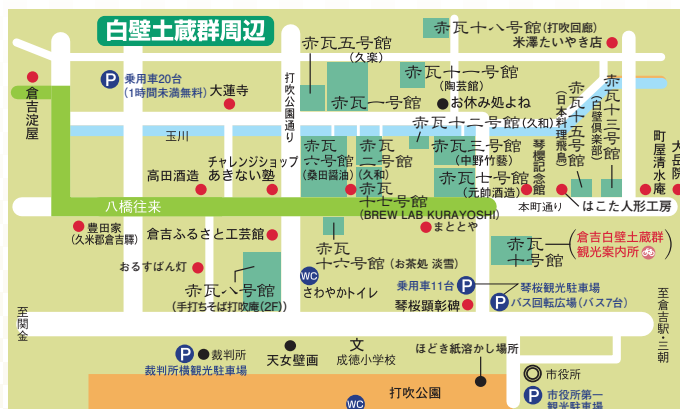 白壁土蔵群周辺
赤瓦十八号館(打吹回廊)
米澤たいやき店
赤瓦五号館
(久楽)
P
乗用車20台
(1時間未満無料)
大蓮寺
打吹公園通り
赤瓦十一号館
(陶芸館)
赤瓦一号館
お休み処よね
倉吉淀屋
玉川
赤瓦十二号館(久和)
赤瓦十三号館
(白壁倶楽部)
赤瓦十五号館
(日本料理飛鳥)
高田酒造
チャレンジショップ
あきない塾
赤瓦
六号館
(桑田醤油)
赤瓦
二号館
(久和)
赤瓦三号館
(中野竹藝)
赤瓦七号館
(元帥酒造)
琴櫻記念館
町屋清水庵
大岳院
八橋往来
赤瓦
十七号館
(BREW LAB KURAYOSHI)
本町通り
はこた人形工房
豊田家
(久米郡倉吉驛)
倉吉ふるさと工芸館
まさとや
赤瓦
十六号館(お茶処 淡雪)
赤瓦
十号館
倉吉白壁土蔵群
観光案内所
おるすばん灯
赤瓦八号館
(手打ちそば打吹庵(2F))
WC
さわやかトイレ
乗用車11台
P
琴桜観光駐車場
琴桜顕彰碑
P
バス回転広場(バス7台)
至関金
至倉吉駅・三朝
P
裁判所
裁判所横観光駐車場
天女壁画
文
成徳小学校
ほどき紙溶かし場所
市役所
打吹公園
WC
P
市役所第一
観光駐車場